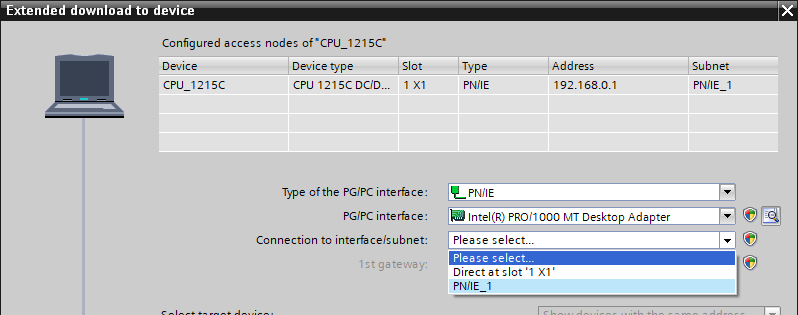 Extended download to device
Configured access nodes of "CPU_1215C"
Device Device type Slot Type Address Subnet
CPU_1215C CPU 1215C DC/D... 1 X1 PN/IE 192.168.0.1 PN/IE_1
Type of the PG/PC interface: PN/IE
PG/PC interface: Intel(R) PRO/1000 MT Desktop Adapter
Connection to interface/subnet: Please select...
Please select...
1st gateway: Direct at slot '1 X1'
PN/IE_1
Select target device: Show devices with the same address